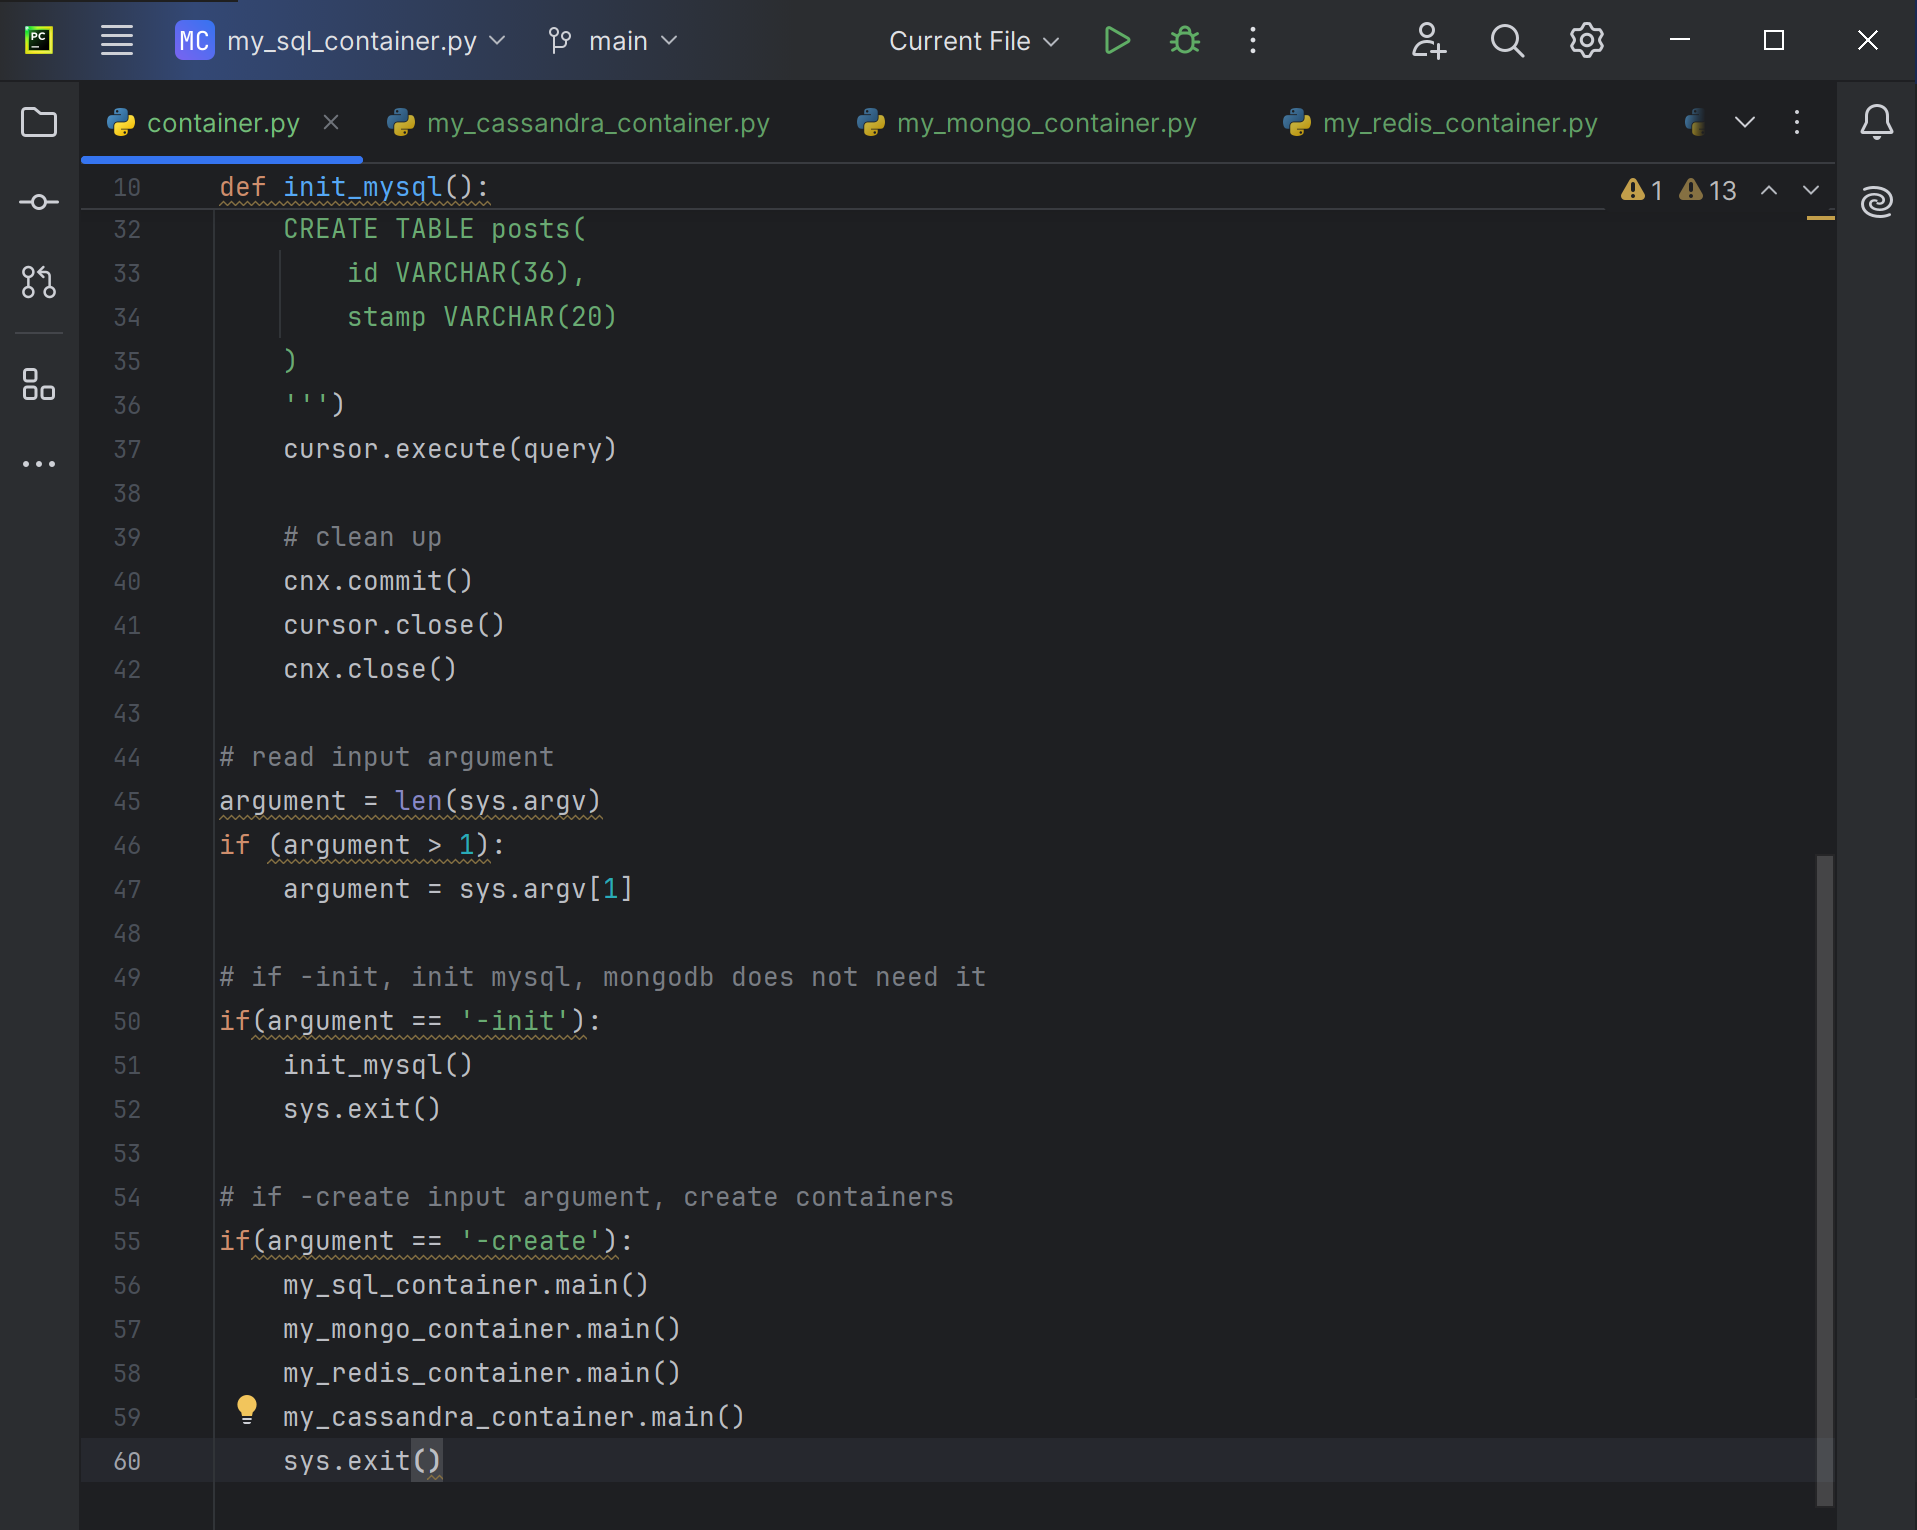 PC
MC my_sql_container.py main Current File
container.py my_cassandra_container.py my_mongo_container.py my_redis_container.py
10 def init_mysql(): 1 13
32 CREATE TABLE posts(
33 id VARCHAR(36),
34 stamp VARCHAR(20)
35 )
36 ''')
37 cursor.execute(query)
38
39 # clean up
40 cnx.commit()
41 cursor.close()
42 cnx.close()
43
44 # read input argument
45 argument = len(sys.argv)
46 if (argument > 1):
47 argument = sys.argv[1]
48
49 # if -init, init mysql, mongodb does not need it
50 if(argument == '-init'):
51 init_mysql()
52 sys.exit()
53
54 # if -create input argument, create containers
55 if(argument == '-create'):
56 my_sql_container.main()
57 my_mongo_container.main()
58 my_redis_container.main()
59 my_cassandra_container.main()
60 sys.exit()